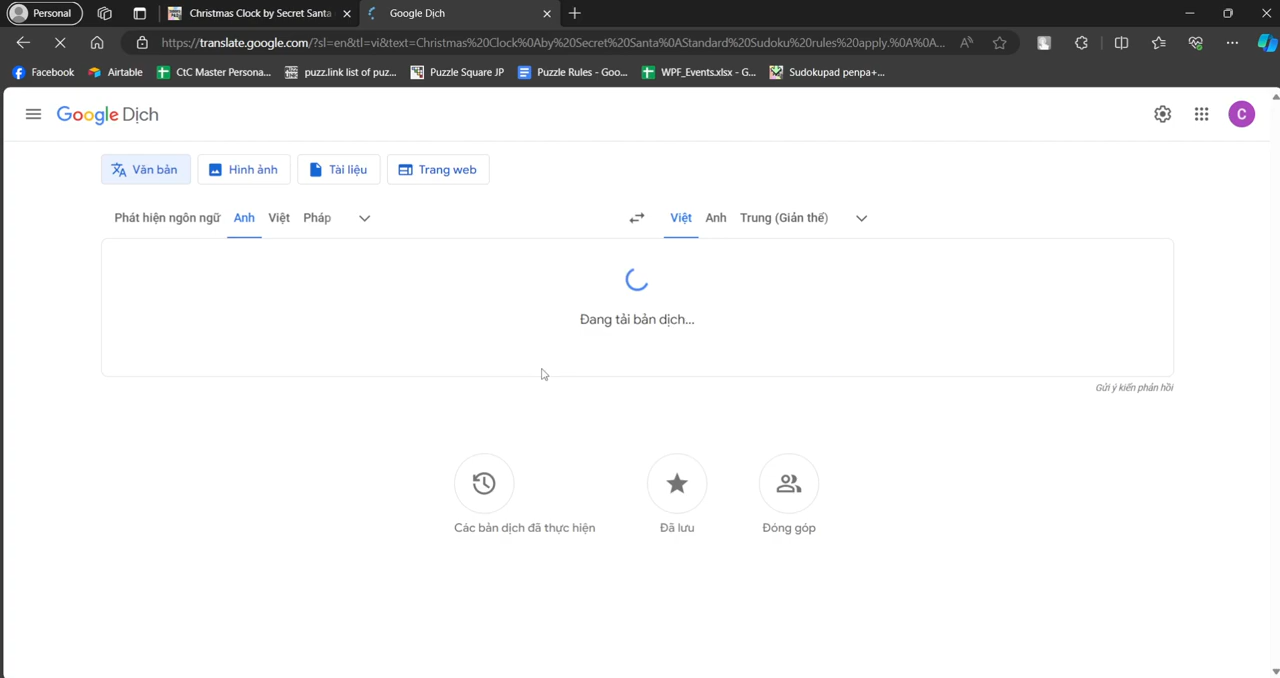 Personal
Christmas Clock by Secret Santa
Google Dịch
https://translate.google.com/?sl=en&tl=vi&text=Christmas%20Clock%0Aby%20Secret%20Santa%0AStandard%20Sudoku%20rules%20apply.%0A%0A...
Facebook
Airtable
CtC Master Persona...
puzz.link list of puz...
Puzzle Square JP
Puzzle Rules - Goo...
WPF_Events.xlsx - G...
Sudokupad penpa+...
Google Dịch
C
Văn bản
Hình ảnh
Tài liệu
Trang web
Phát hiện ngôn ngữ
Anh
Việt
Pháp
Việt
Anh
Trung (Giản thể)
Đang tải bản dịch...
Gửi ý kiến phản hồi
Các bản dịch đã thực hiện
Đã lưu
Đóng góp